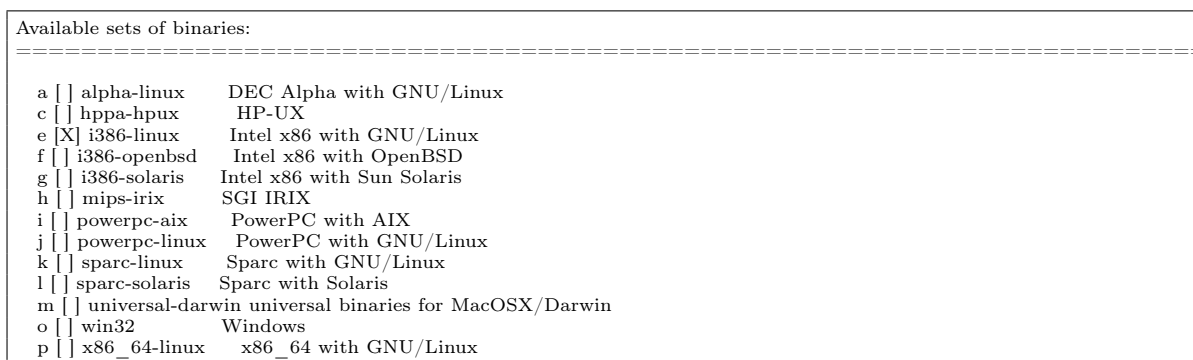 Available sets of binaries:
===============================================================================
a [ ] alpha-linux DEC Alpha with GNU/Linux
c [ ] hppa-hpux HP-UX
e [X] i386-linux Intel x86 with GNU/Linux
f [ ] i386-openbsd Intel x86 with OpenBSD
g [ ] i386-solaris Intel x86 with Sun Solaris
h [ ] mips-irix SGI IRIX
i [ ] powerpc-aix PowerPC with AIX
j [ ] powerpc-linux PowerPC with GNU/Linux
k [ ] sparc-linux Sparc with GNU/Linux
l [ ] sparc-solaris Sparc with Solaris
m [ ] universal-darwin universal binaries for MacOSX/Darwin
o [ ] win32 Windows
p [ ] x86_64-linux x86_64 with GNU/Linux